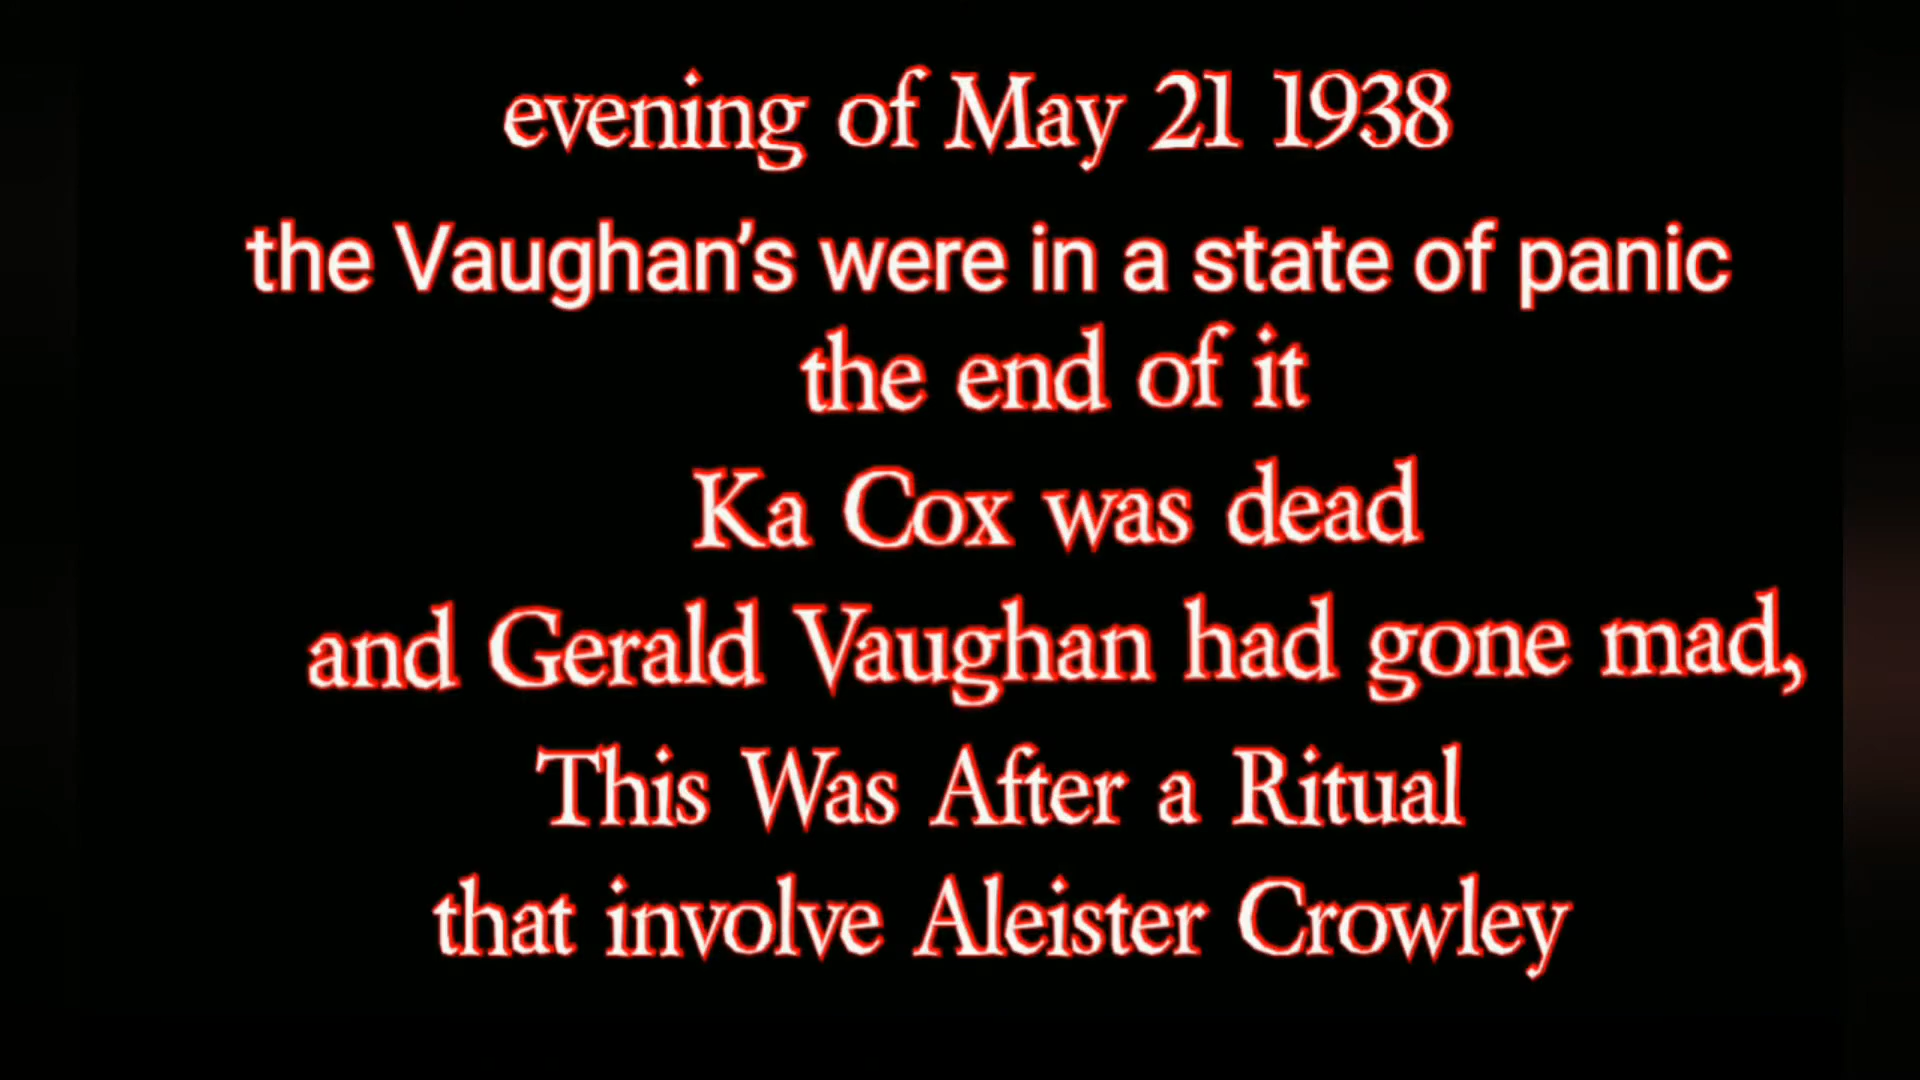 evening of May 21 1938
the Vaughan’s were in a state of panic
the end of it
Ka Cox was dead
and Gerald Vaughan had gone mad,
This Was After a Ritual
that involve Aleister Crowley